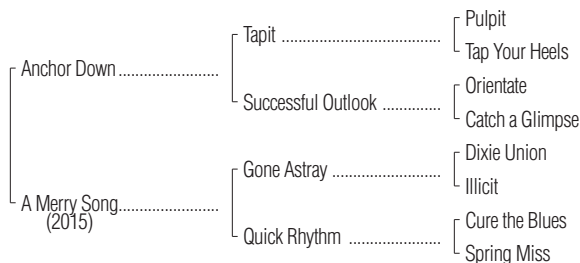 Pulpit
Tapit
Tap Your Heels
Anchor Down
Orientate
Successful Outlook
Catch a Glimpse
Dixie Union
Gone Astray
Illicit
A Merry Song
(2015)
Cure the Blues
Quick Rhythm
Spring Miss